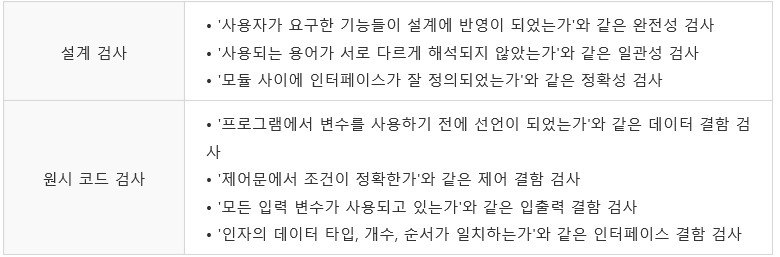 설계 검사
• '사용자가 요구한 기능들이 설계에 반영이 되었는가'와 같은 완전성 검사
• '사용되는 용어가 서로 다르게 해석되지 않았는가'와 같은 일관성 검사
• '모듈 사이에 인터페이스가 잘 정의되었는가'와 같은 정확성 검사
원시 코드 검사
• '프로그램에서 변수를 사용하기 전에 선언이 되었는가'와 같은 데이터 결함 검
사
• '제어문에서 조건이 정확한가'와 같은 제어 결함 검사
• '모든 입력 변수가 사용되고 있는가'와 같은 입출력 결함 검사
• '인자의 데이터 타입, 개수, 순서가 일치하는가'와 같은 인터페이스 결함 검사